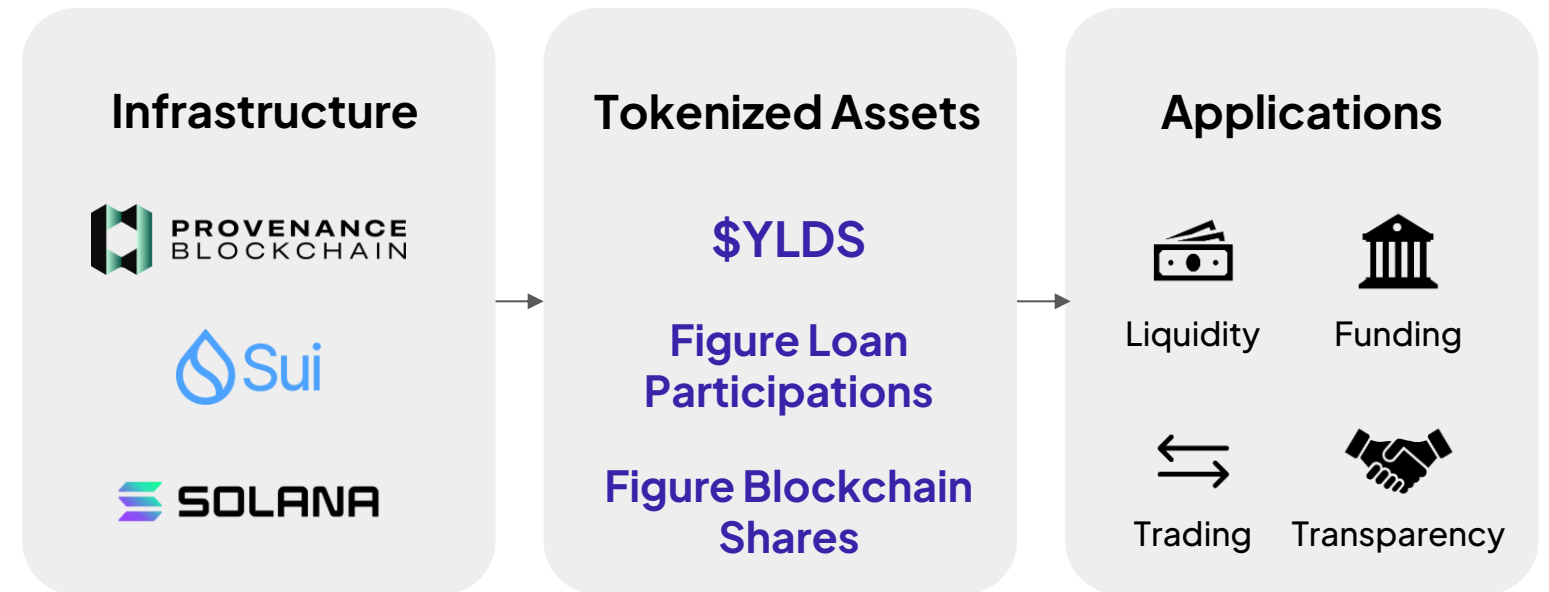 Infrastructure
PROVENANCE
BLOCKCHAIN
Sui
SOLANA
Tokenized Assets
$YLDS
Figure Loan
Participations
Figure Blockchain
Shares
Applications
Liquidity
Funding
Trading
Transparency